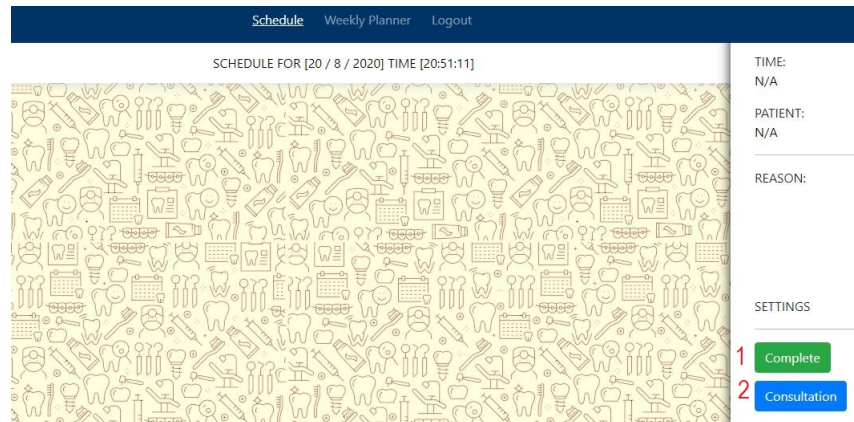 Schedule Weekly Planner Logout
SCHEDULE FOR [20 / 8 / 2020] TIME [20:51:11]
TIME:
N/A
PATIENT:
N/A
REASON:
SETTINGS
1 Complete
2 Consultation